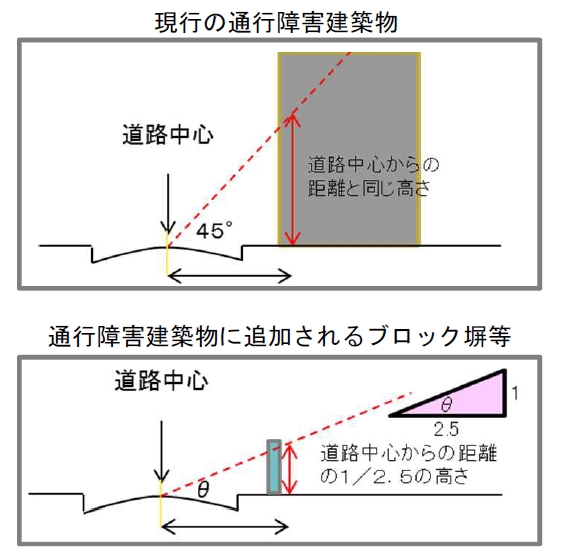 現行の通行障害建築物
道路中心
45°
道路中心からの
距離と同じ高さ
通行障害建築物に追加されるブロック塀等
道路中心
θ
1
2.5
道路中心からの距離
の1／2.5の高さ
θ